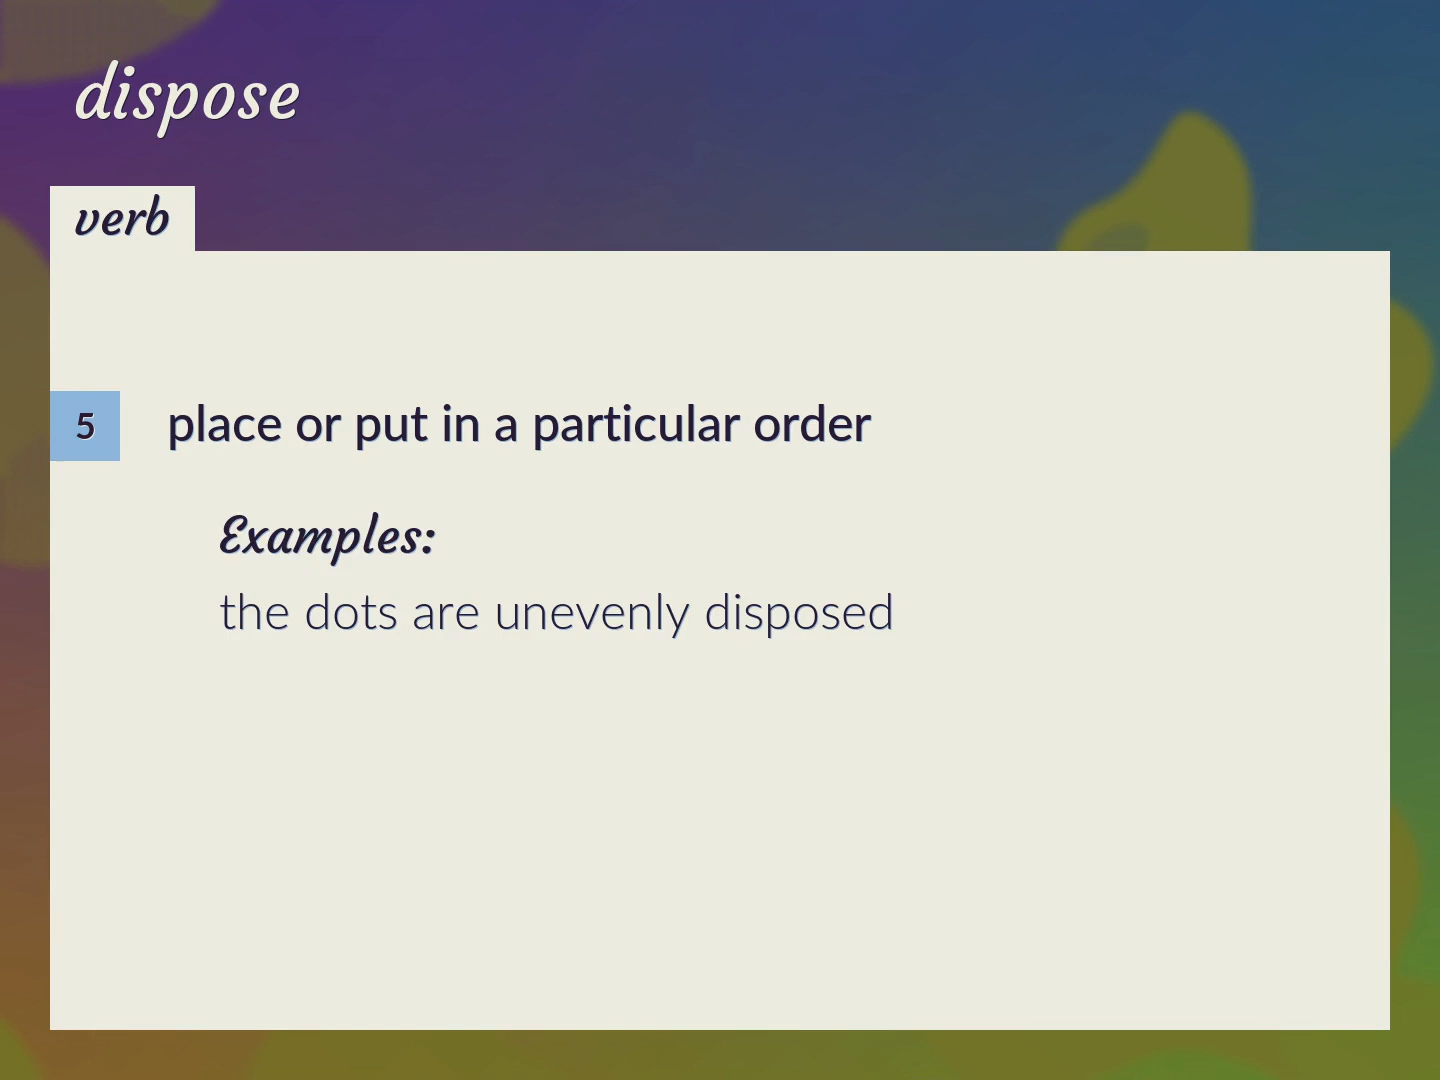 dispose
verb
5 place or put in a particular order
Examples:
the dots are unevenly disposed